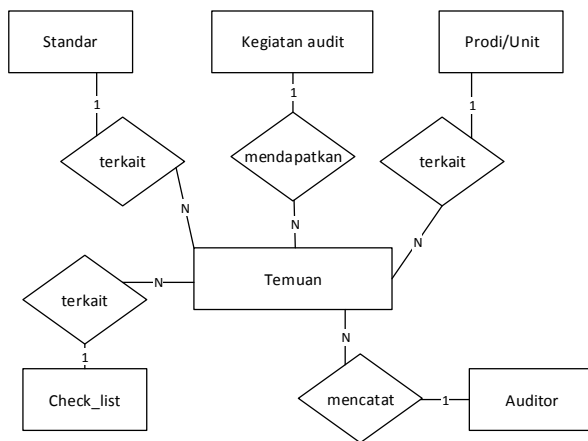 Standar
Kegiatan audit
Prodi/Unit
1
1
1
terkait
mendapatkan
terkait
N
N
N
Temuan
terkait
N
N
1
mencatat
1
Check_list
Auditor